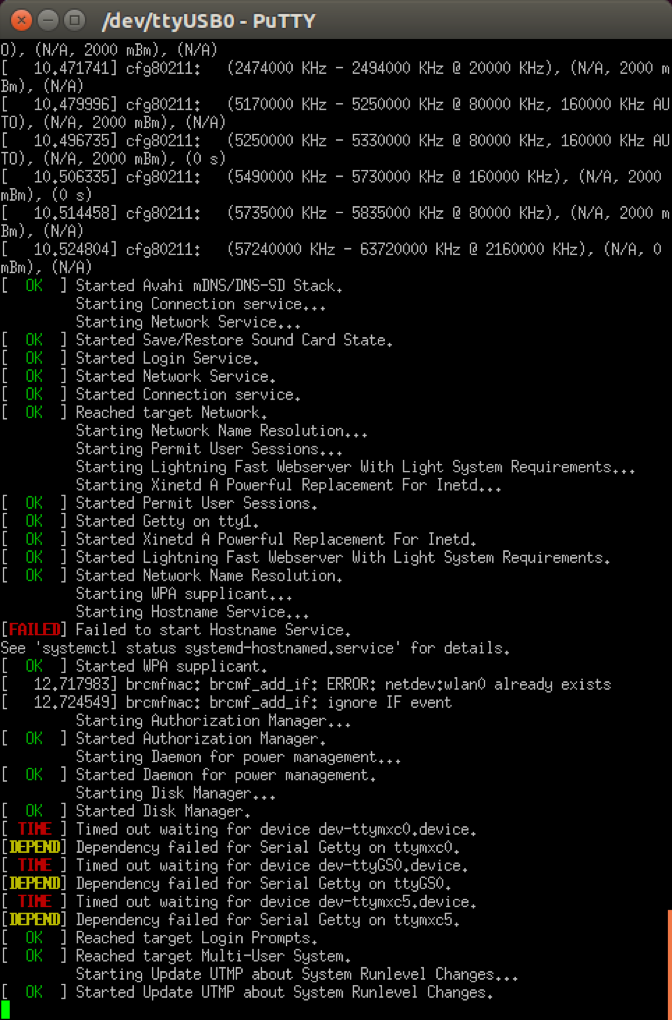 /dev/ttyUSB0 - PuTTY
O), (N/A, 2000 mBm), (N/A)
[   10.471741] cfg80211:   (2474000 KHz - 2494000 KHz @ 20000 KHz), (N/A, 2000 m
Bm), (N/A)
[   10.479996] cfg80211:   (5170000 KHz - 5250000 KHz @ 80000 KHz, 160000 KHz AU
TO), (N/A, 2000 mBm), (N/A)
[   10.496735] cfg80211:   (5250000 KHz - 5330000 KHz @ 80000 KHz, 160000 KHz AU
TO), (N/A, 2000 mBm), (0 s)
[   10.506335] cfg80211:   (5490000 KHz - 5730000 KHz @ 160000 KHz), (N/A, 2000
mBm), (0 s)
[   10.514458] cfg80211:   (5735000 KHz - 5835000 KHz @ 80000 KHz), (N/A, 2000 m
Bm), (N/A)
[   10.524804] cfg80211:   (57240000 KHz - 63720000 KHz @ 2160000 KHz), (N/A, 0
mBm), (N/A)
[  OK  ] Started Avahi mDNS/DNS-SD Stack.
         Starting Connection service...
         Starting Network Service...
[  OK  ] Started Save/Restore Sound Card State.
[  OK  ] Started Login Service.
[  OK  ] Started Network Service.
[  OK  ] Started Connection service.
[  OK  ] Reached target Network.
         Starting Network Name Resolution...
         Starting Permit User Sessions...
         Starting Lightning Fast Webserver With Light System Requirements...
         Starting Xinetd A Powerful Replacement For Inetd...
[  OK  ] Started Permit User Sessions.
[  OK  ] Started Getty on tty1.
[  OK  ] Started Xinetd A Powerful Replacement For Inetd.
[  OK  ] Started Lightning Fast Webserver With Light System Requirements.
[  OK  ] Started Network Name Resolution.
         Starting WPA supplicant...
         Starting Hostname Service...
[FAILED] Failed to start Hostname Service.
See 'systemctl status systemd-hostnamed.service' for details.
[  OK  ] Started WPA supplicant.
[   12.717983] brcmfmac: brcmf_add_if: ERROR: netdev:wlan0 already exists
[   12.724549] brcmfmac: brcmf_add_if: ignore IF event
         Starting Authorization Manager...
[  OK  ] Started Authorization Manager.
         Starting Daemon for power management...
[  OK  ] Started Daemon for power management.
         Starting Disk Manager...
[  OK  ] Started Disk Manager.
[ TIME ] Timed out waiting for device dev-ttymxc0.device.
[DEPEND] Dependency failed for Serial Getty on ttymxc0.
[ TIME ] Timed out waiting for device dev-ttyGS0.device.
[DEPEND] Dependency failed for Serial Getty on ttyGS0.
[ TIME ] Timed out waiting for device dev-ttymxc5.device.
[DEPEND] Dependency failed for Serial Getty on ttymxc5.
[  OK  ] Reached target Login Prompts.
[  OK  ] Reached target Multi-User System.
         Starting Update UTMP about System Runlevel Changes...
[  OK  ] Started Update UTMP about System Runlevel Changes.